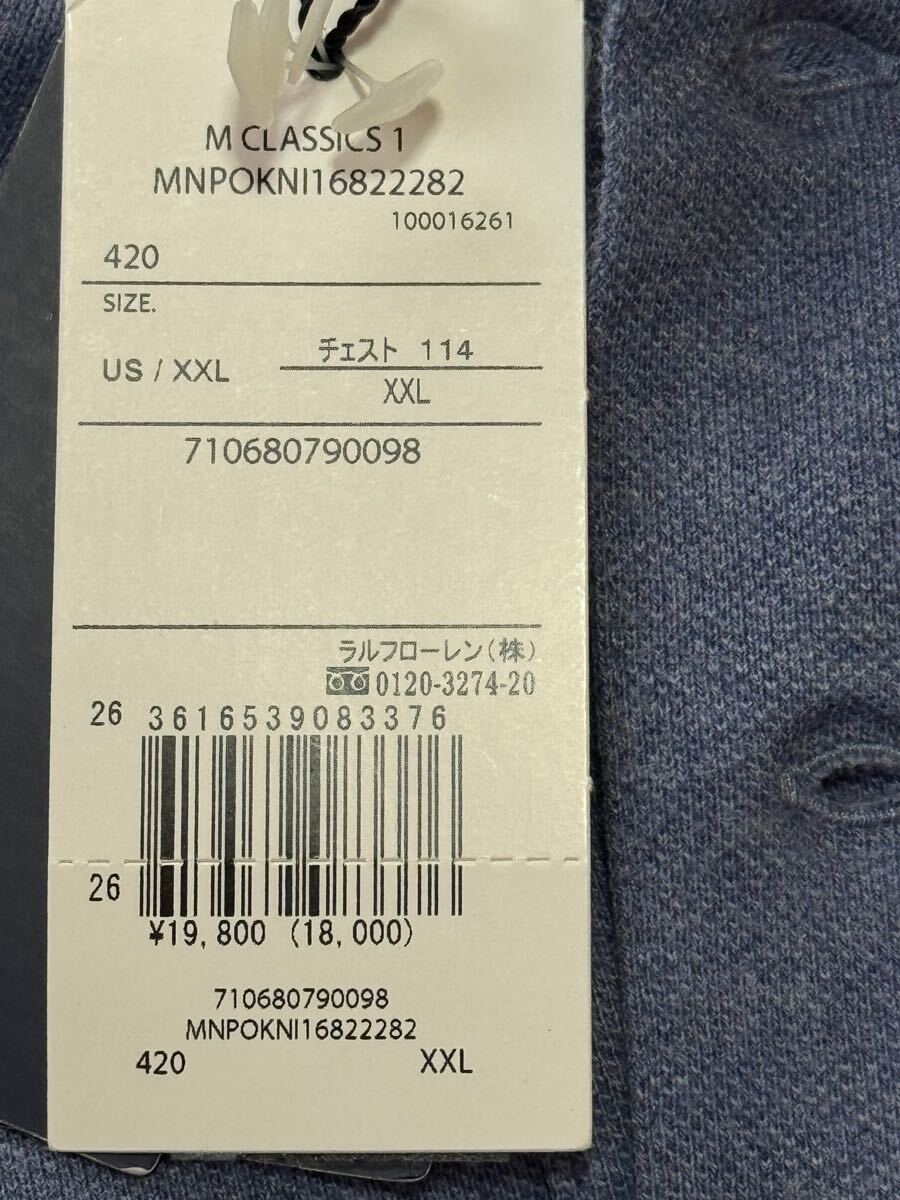 M CLASSICS 1
MNPOKNI16822282
100016261
420
SIZE.
US / XXL
チェスト 114
XXL
710680790098
ラルフローレン(株)
0120-3274-20
26 3616539083376
26
¥19,800 (18,000)
710680790098
MNPOKNI16822282
420 XXL